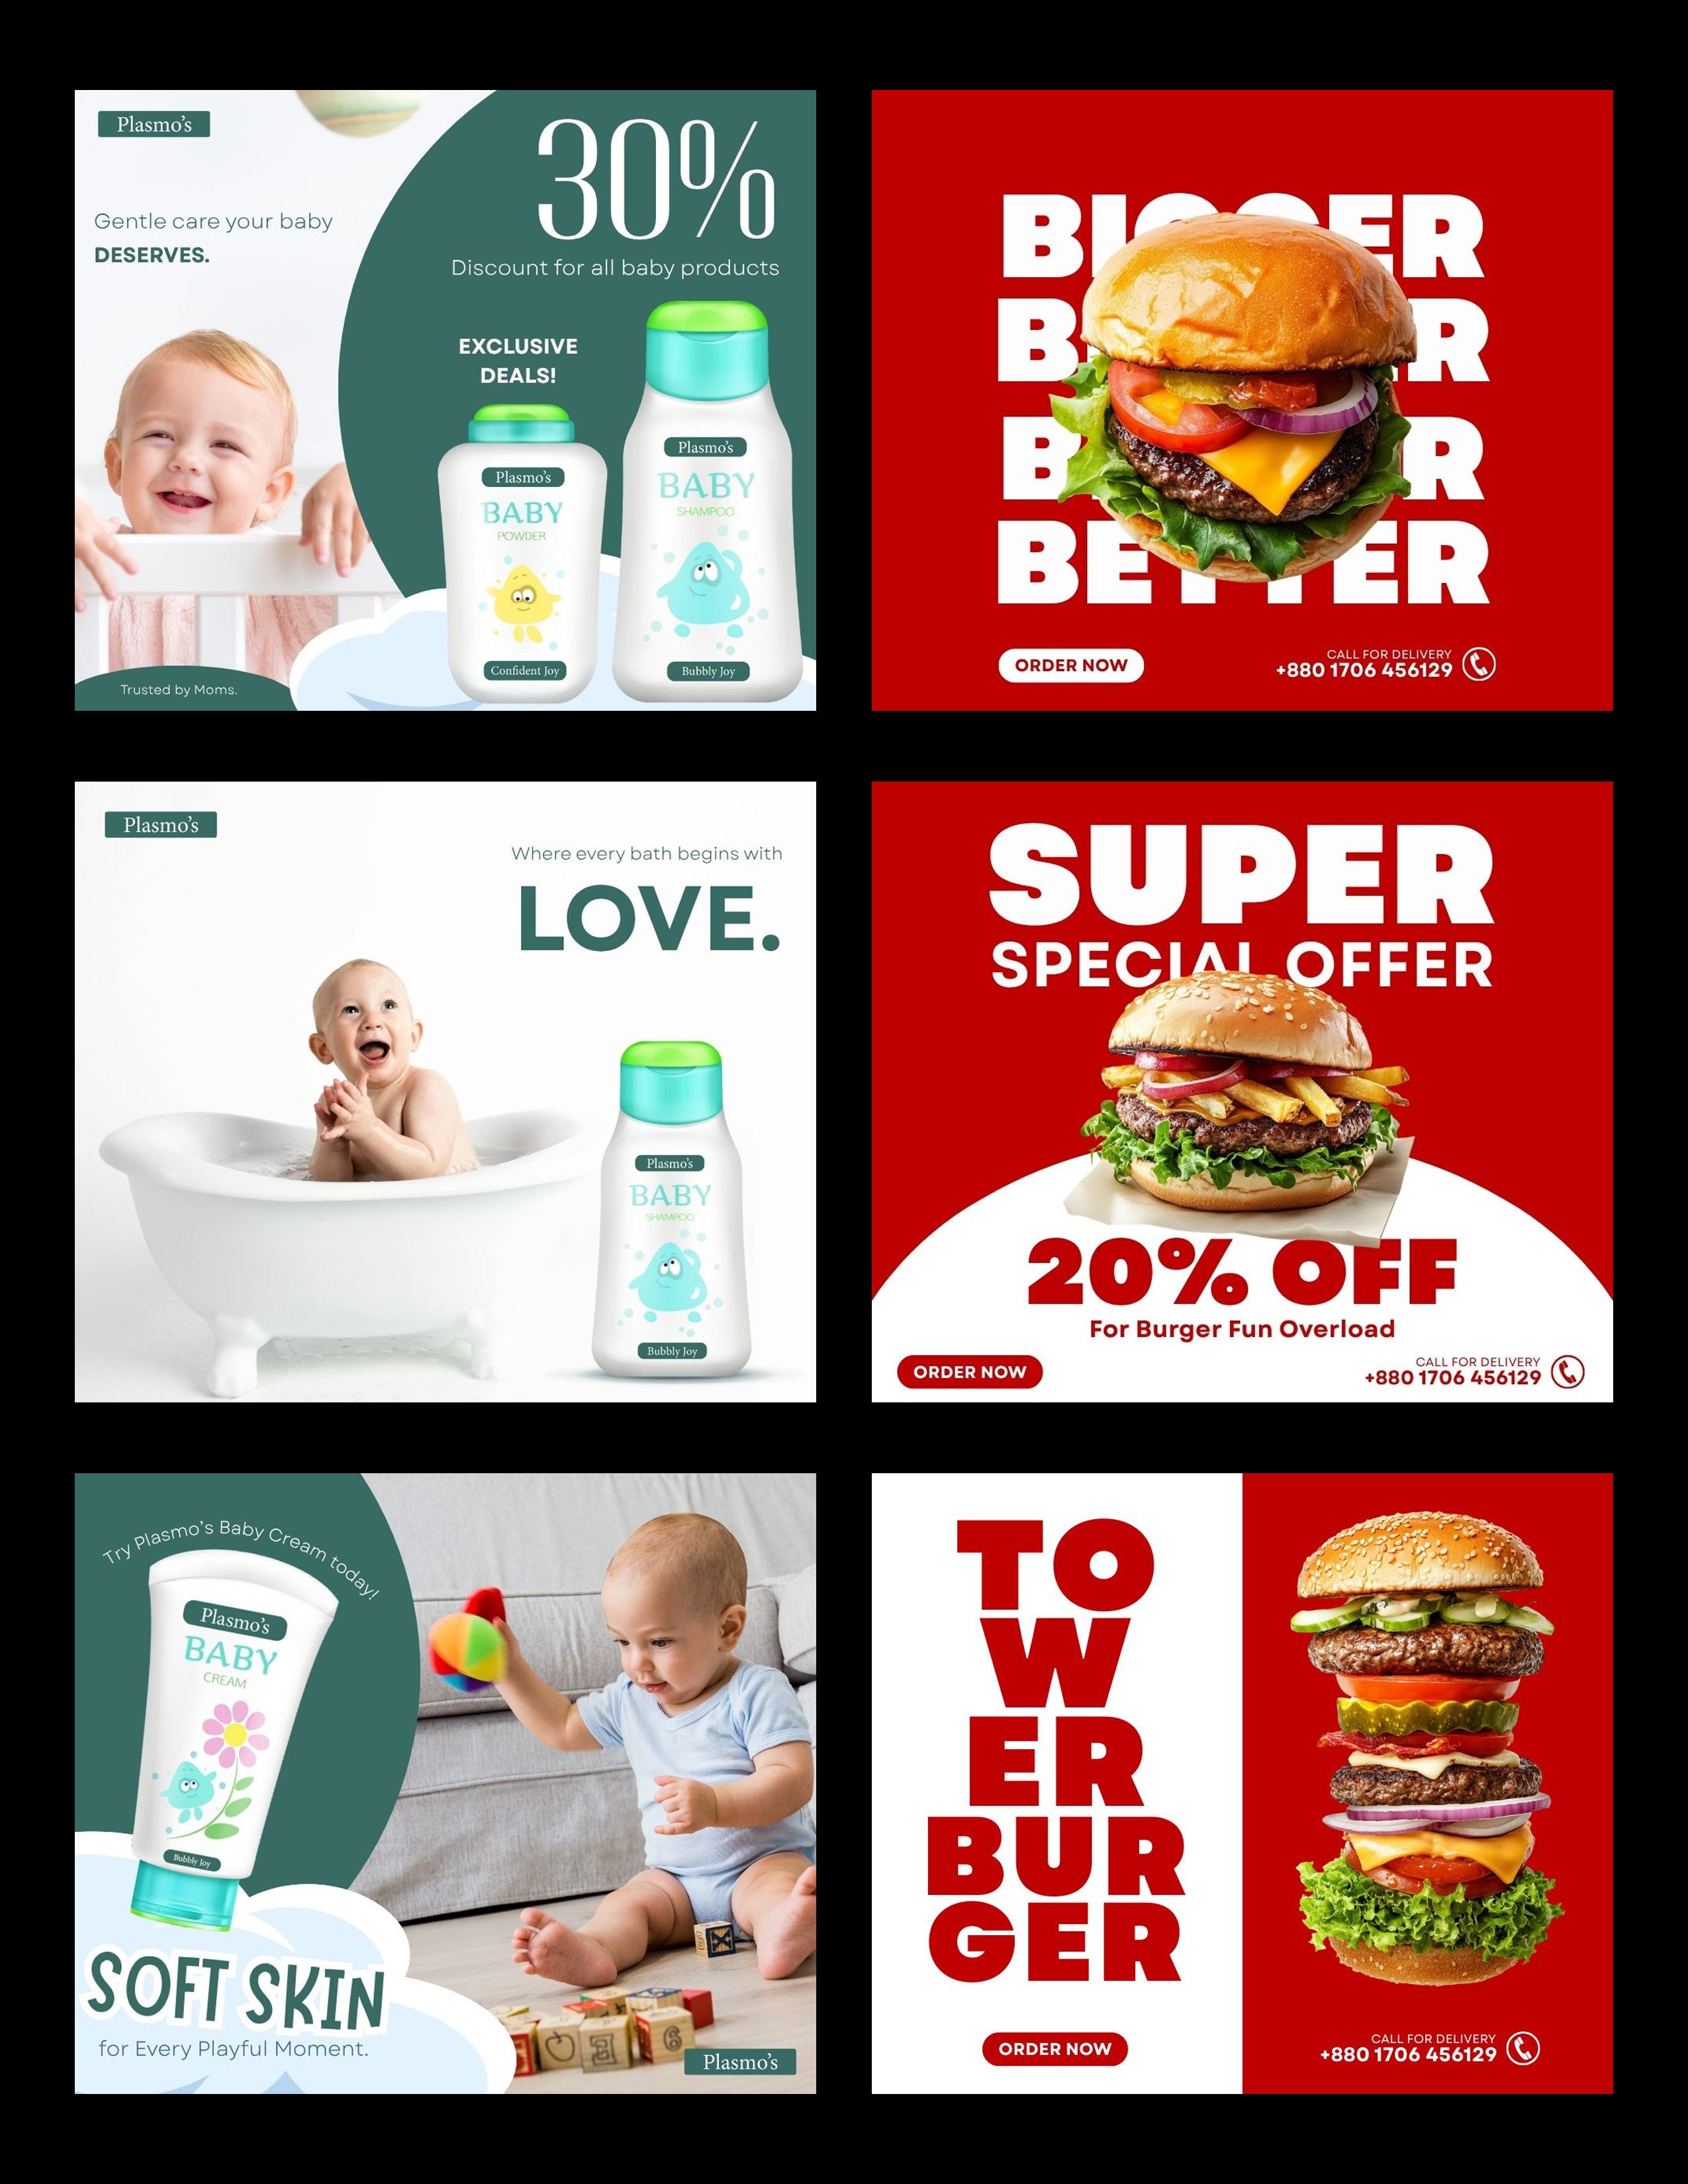 Plasmo's
Gentle care your baby
DESERVES.
30%
Discount for all baby products
EXCLUSIVE
DEALS!
Plasmo's
BABY
POWDER
Confident Joy
Plasmo's
BABY
SHAMPOO
Bubbly Joy
Trusted by Moms.
BIGGER
BETTER
ORDER NOW
CALL FOR DELIVERY
+880 1706 456129
Plasmo's
Where every bath begins with
LOVE.
Plasmo's
BABY
SHAMPOO
Bubbly Joy
SUPER
SPECIAL OFFER
20% OFF
For Burger Fun Overload
ORDER NOW
CALL FOR DELIVERY
+880 1706 456129
Try Plasmo's Baby Cream today!
Plasmo's
BABY
CREAM
Bubbly Joy
SOFT SKIN
for Every Playful Moment.
Plasmo's
TO
W
ER
BUR
GER
ORDER NOW
CALL FOR DELIVERY
+880 1706 456129